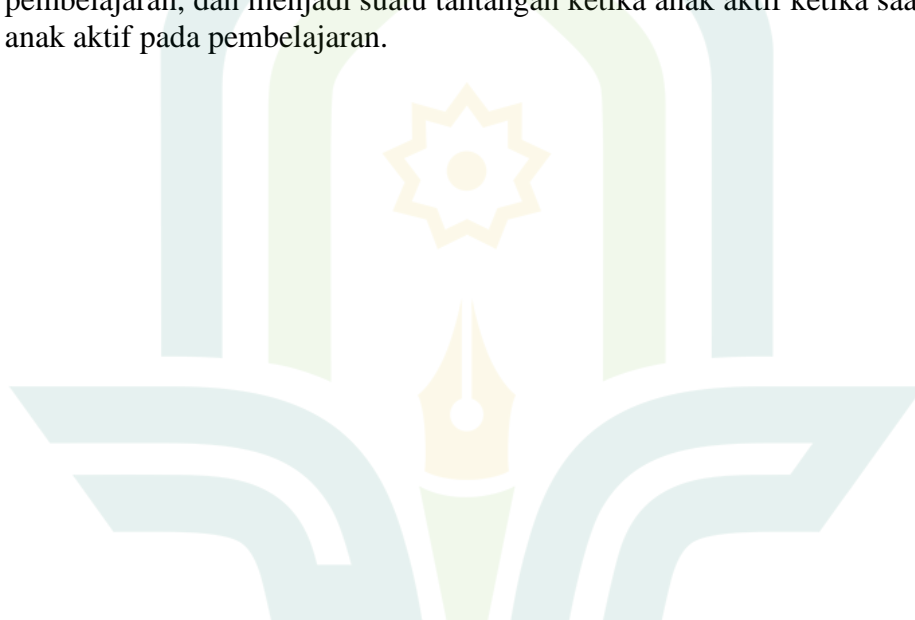 pembelajaran, dan menjadi suatu tantangan ketika anak aktif ketika
anak aktif pada pembelajaran.